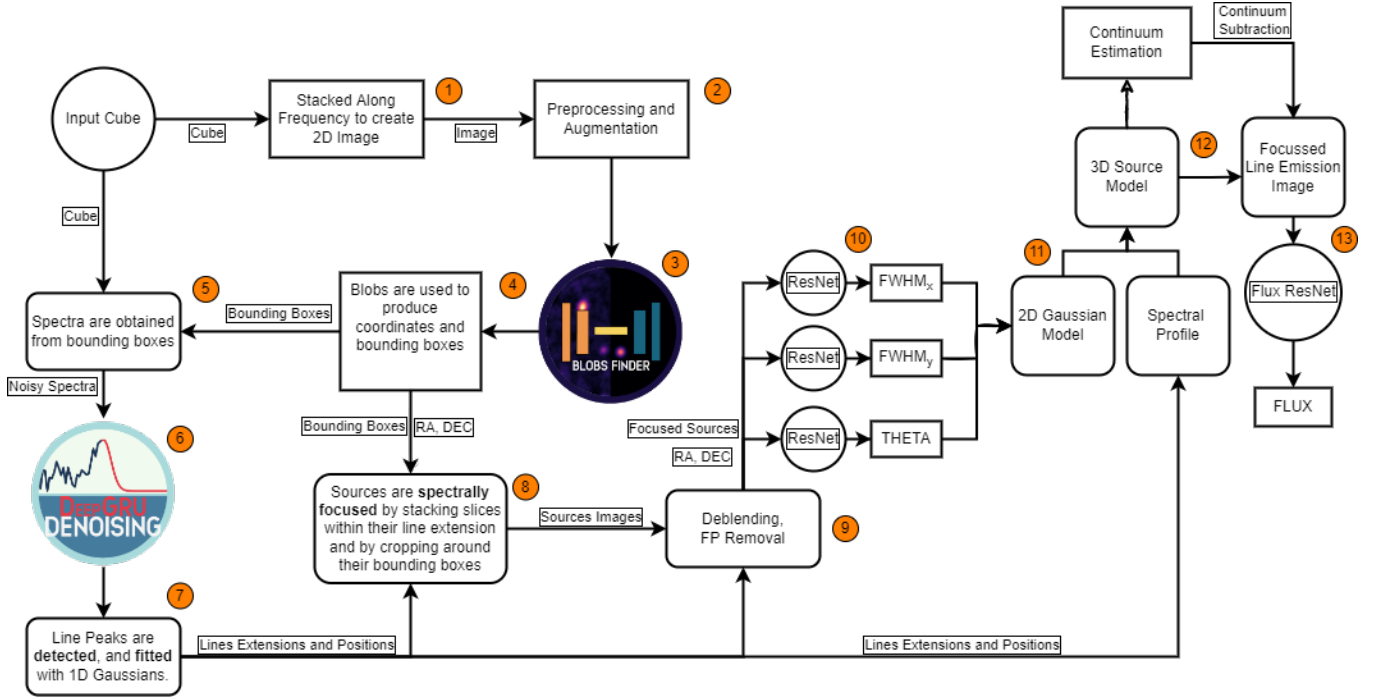 Input Cube
Cube
Stacked Along
Frequency to create
2D Image
1
Image
Preprocessing and
Augmentation
2
Cube
3
BLOBS FINDER
4
Blobs are used to
produce
coordinates and
bounding boxes
Bounding Boxes
5
Spectra are obtained
from bounding boxes
Noisy Spectra
6
DEEPGRU
DENOISING
7
Line Peaks are
detected, and fitted
with 1D Gaussians.
Lines Extensions and Positions
Bounding Boxes
RA, DEC
8
Sources are spectrally
focused by stacking slices
within their line extension
and by cropping around
their bounding boxes
Sources Images
9
Deblending,
FP Removal
Focused Sources
RA, DEC
10
ResNet
FWHMx
ResNet
FWHMy
ResNet
THETA
Lines Extensions and Positions
11
2D Gaussian
Model
Spectral
Profile
3D Source
Model
12
Continuum
Estimation
Continuum
Subtraction
Focussed
Line Emission
Image
13
Flux ResNet
FLUX